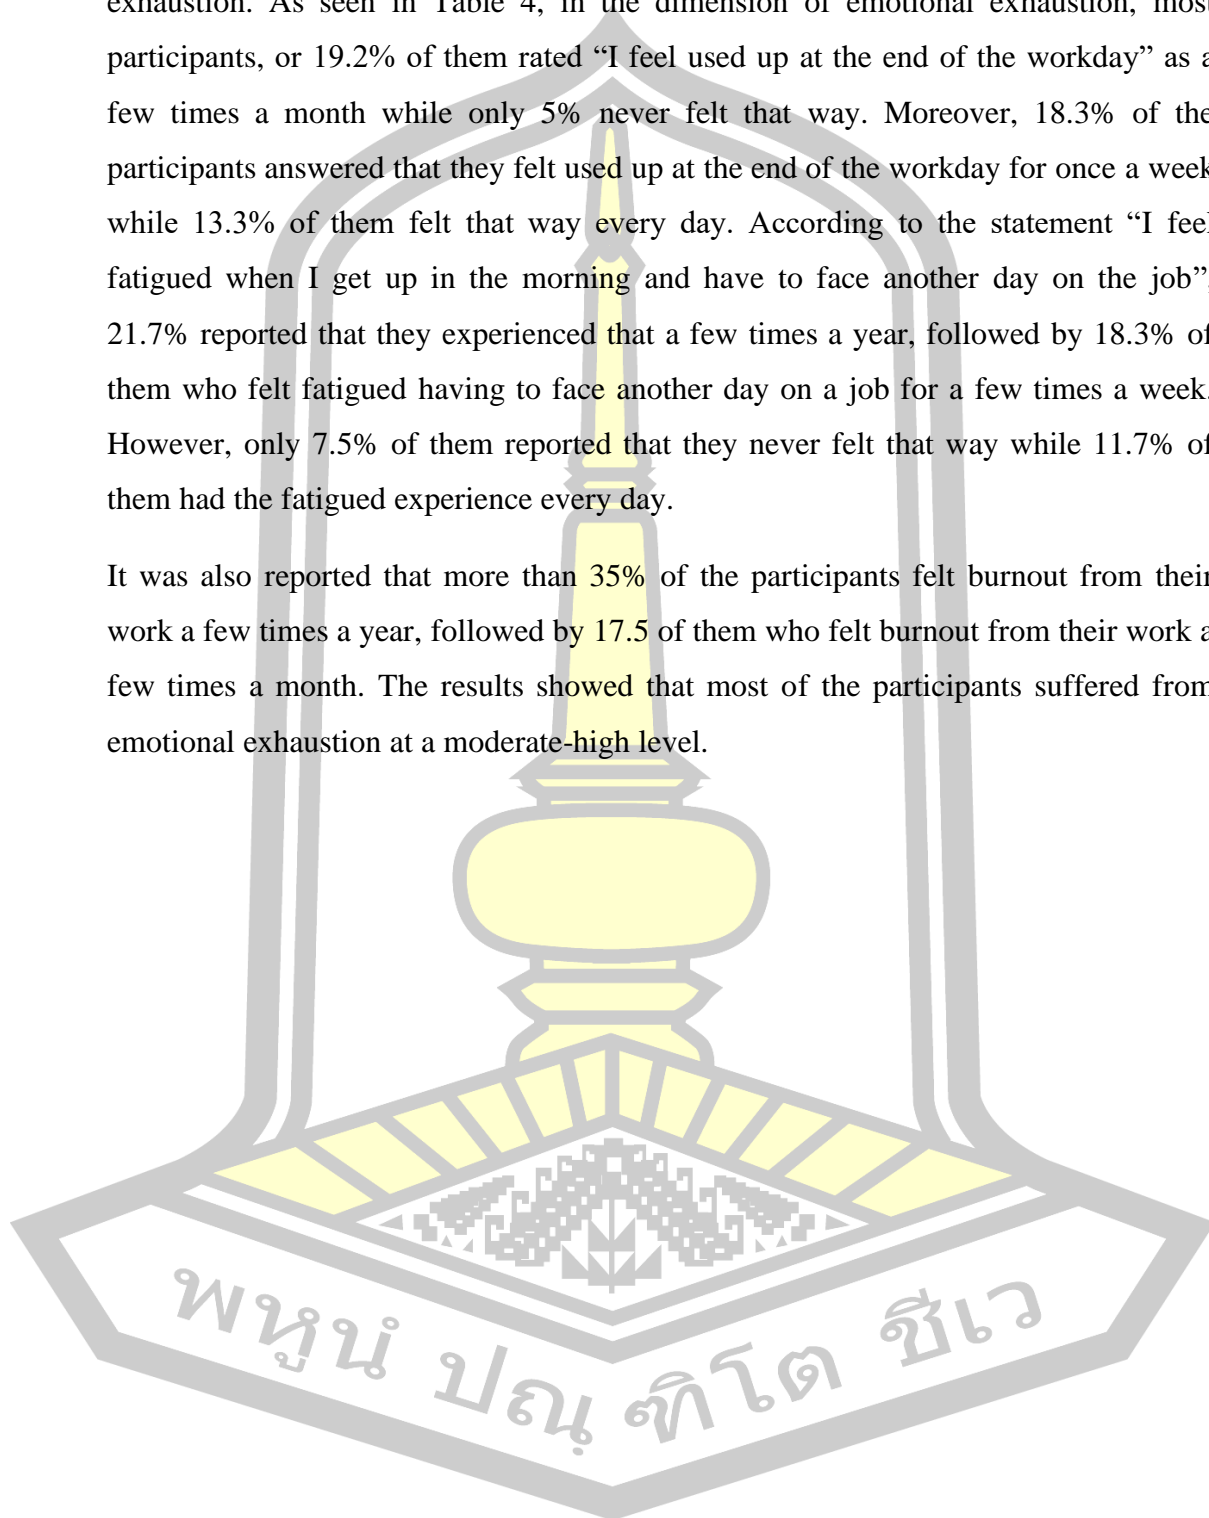 exhaustion. As seen in Table 4, in the dimension of emotional exhaustion, most
participants, or 19.2% of them rated “I feel used up at the end of the workday” as a
few times a month while only 5% never felt that way. Moreover, 18.3% of the
participants answered that they felt used up at the end of the workday for once a week
while 13.3% of them felt that way every day. According to the statement “I feel
fatigued when I get up in the morning and have to face another day on the job”,
21.7% reported that they experienced that a few times a year, followed by 18.3% of
them who felt fatigued having to face another day on a job for a few times a week.
However, only 7.5% of them reported that they never felt that way while 11.7% of
them had the fatigued experience every day.
It was also reported that more than 35% of the participants felt burnout from their
work a few times a year, followed by 17.5 of them who felt burnout from their work a
few times a month. The results showed that most of the participants suffered from
emotional exhaustion at a moderate-high level.
พหูนํ ปณฺ ฑิโต ชีเว